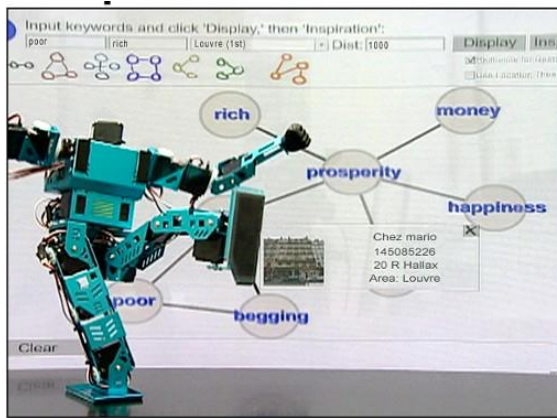 Input keywords and click 'Display,' then 'Inspiration'
poor rich Louvre (1st) Dist: 1000 Display Ins
rich
money
prosperity
happiness
Chez mario
145085226
20 R Hallax
Area: Louvre
poor
begging
Clear